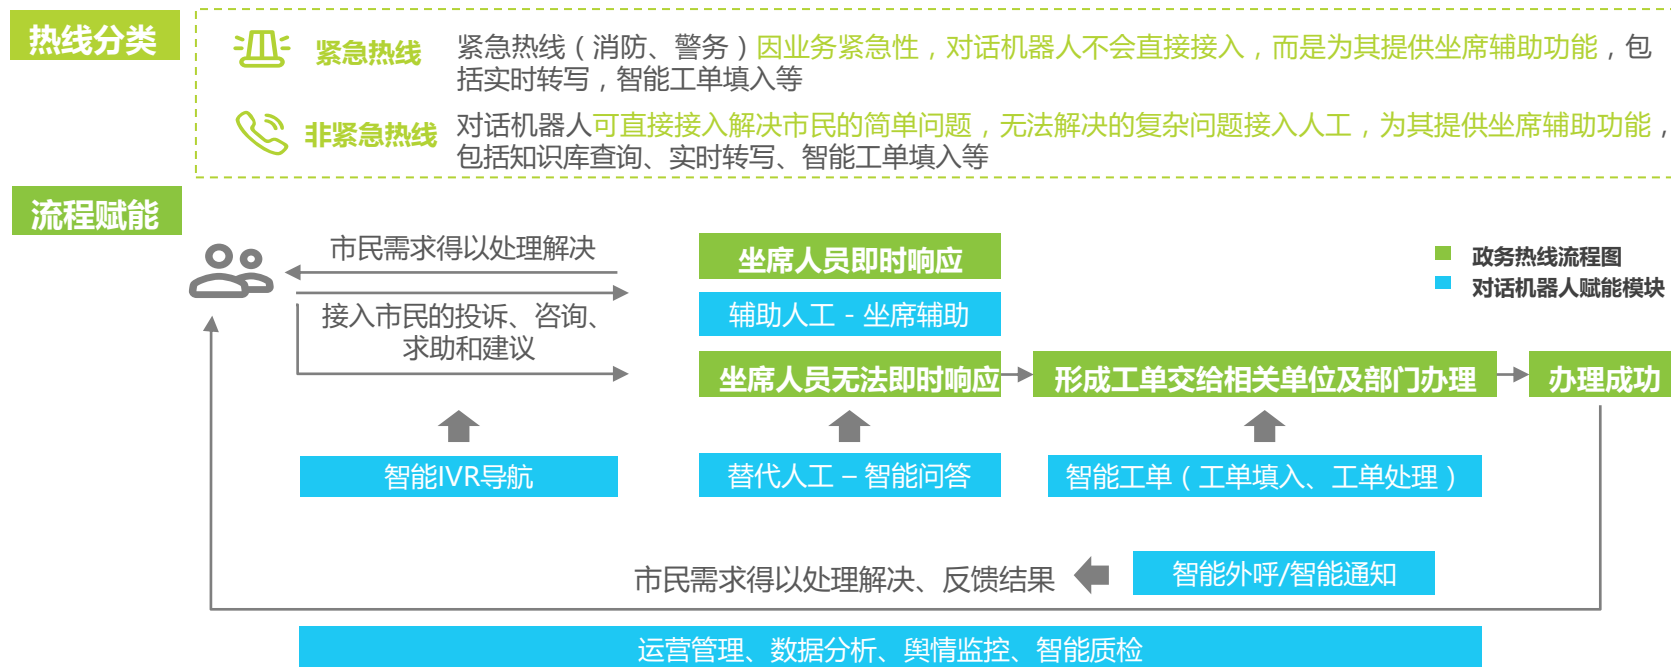 热线分类
紧急热线
紧急热线（消防、警务）因业务紧急性，对话机器人不会直接接入，而是为其提供坐席辅助功能，包
括实时转写，智能工单填入等
非紧急热线
对话机器人可直接接入解决市民的简单问题，无法解决的复杂问题接入人工，为其提供坐席辅助功能，
包括知识库查询、实时转写、智能工单填入等
流程赋能
市民需求得以处理解决
接入市民的投诉、咨询、
求助和建议
坐席人员即时响应
辅助人工 - 坐席辅助
政务热线流程图
对话机器人赋能模块
坐席人员无法即时响应
形成工单交给相关单位及部门办理
办理成功
智能IVR导航
替代人工 – 智能问答
智能工单（工单填入、工单处理）
市民需求得以处理解决、反馈结果
智能外呼/智能通知
运营管理、数据分析、舆情监控、智能质检